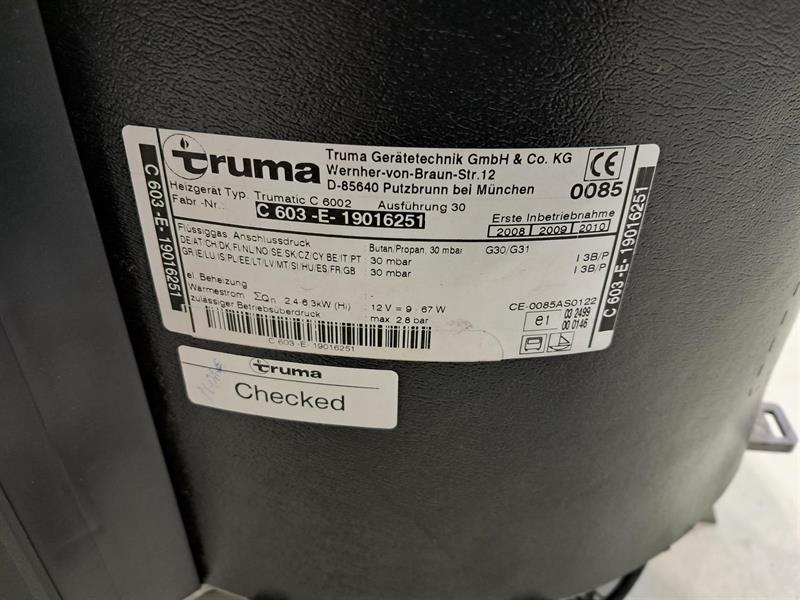 truma
Truma Gerätetechnik GmbH & Co. KG
Wernher-von-Braun-Str.12
D-85640 Putzbrunn bei München
CE
0085
Heizgerät Typ. Trumatic C 6002 Ausführung 30
Fabr.-Nr.: C 603 -E- 19016251
Erste Inbetriebnahme
2008 2009 2010
Flüssiggas, Anschlussdruck Butan/Propan, 30 mbar G30/G31
DE/AT/CH/DK/FI/NL/NO/SE/SK/CZ/CY BE/IT PT 30 mbar I 3B/P
GR/IE/LU IS/PL/EE/LT/LV/MT/SI/HU/ES/FR/GB 30 mbar I 3B/P
el. Beheizung
Wärmestrom ΣQn 2.4-6.3kW (Hi) 12 V = 9 - 67 W
zulässiger Betriebsüberdruck max. 2.8 bar
CE-0085AS0122
e1 03 2499
00 0146
C 603 -E- 19016251
C 603 -E- 19016251
C 603 -E- 19016251
truma
Checked